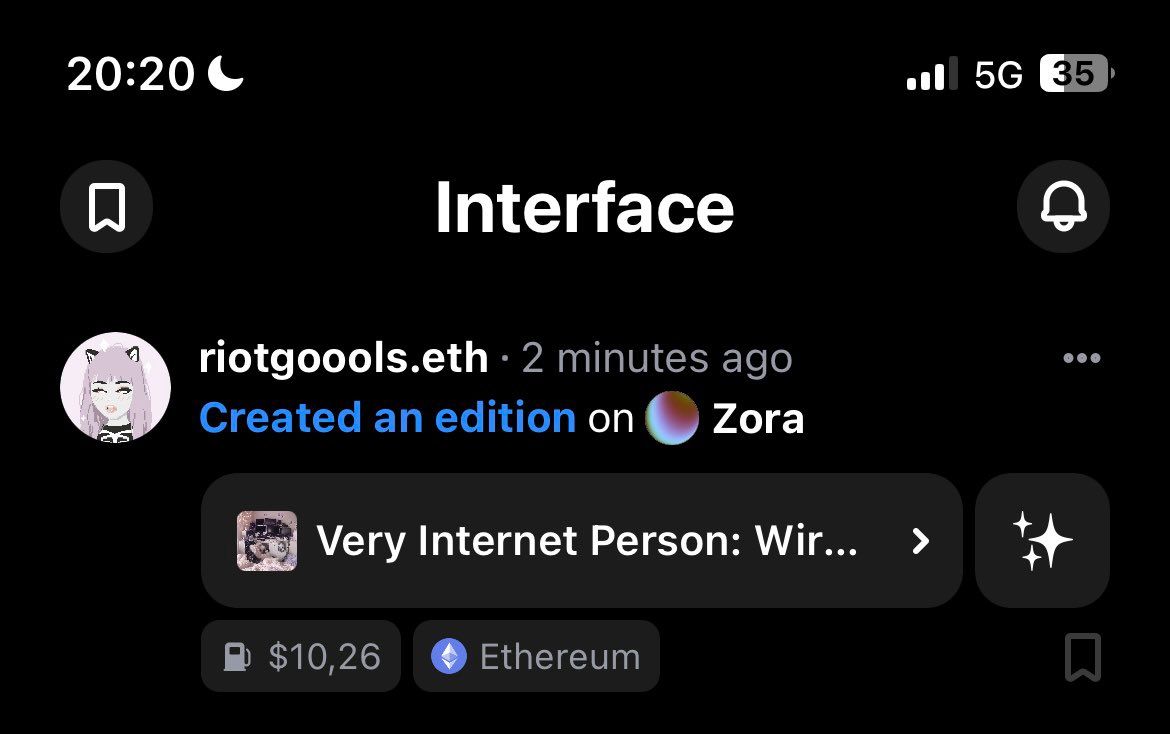 20:20 5G 35
Interface
riotgoools.eth · 2 minutes ago
Created an edition on Zora
Very Internet Person: Wir...
$10,26 Ethereum